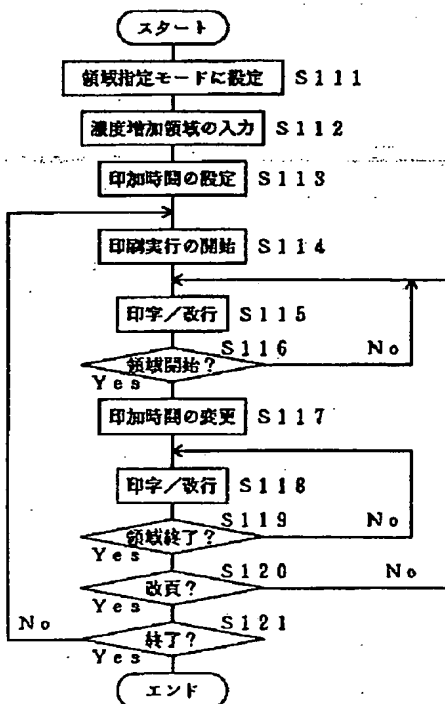 スタート
領域指定モードに設定 S111
濃度増加領域の入力 S112
印加時間の設定 S113
印刷実行の開始 S114
印字/改行 S115
S116
領域開始? No
Yes
印加時間の変更 S117
印字/改行 S118
S119
領域終了? No
Yes
S120
改頁? No
Yes
S121
No 終了?
Yes
エンド